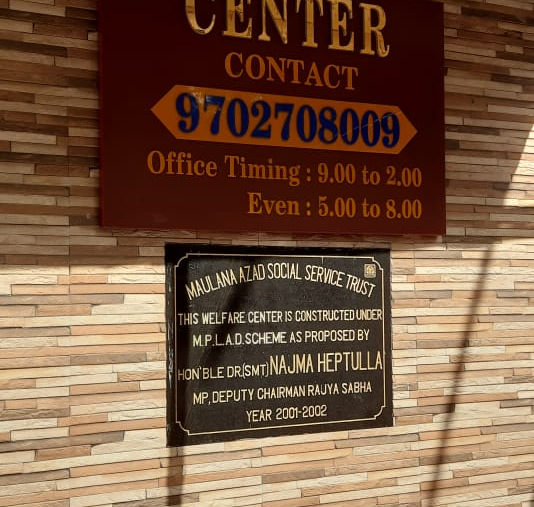 CENTER
CONTACT
9702708009
Office Timing : 9.00 to 2.00
Even : 5.00 to 8.00
MAULANA AZAD SOCIAL SERVICE TRUST
THIS WELFARE CENTER IS CONSTRUCTED UNDER
M.P.L.A.D.SCHEME AS PROPOSED BY
HON'BLE DR.(SMT) NAJMA HEPTULLA
MP,DEPUTY CHAIRMAN RAJYA SABHA
YEAR 2001-2002